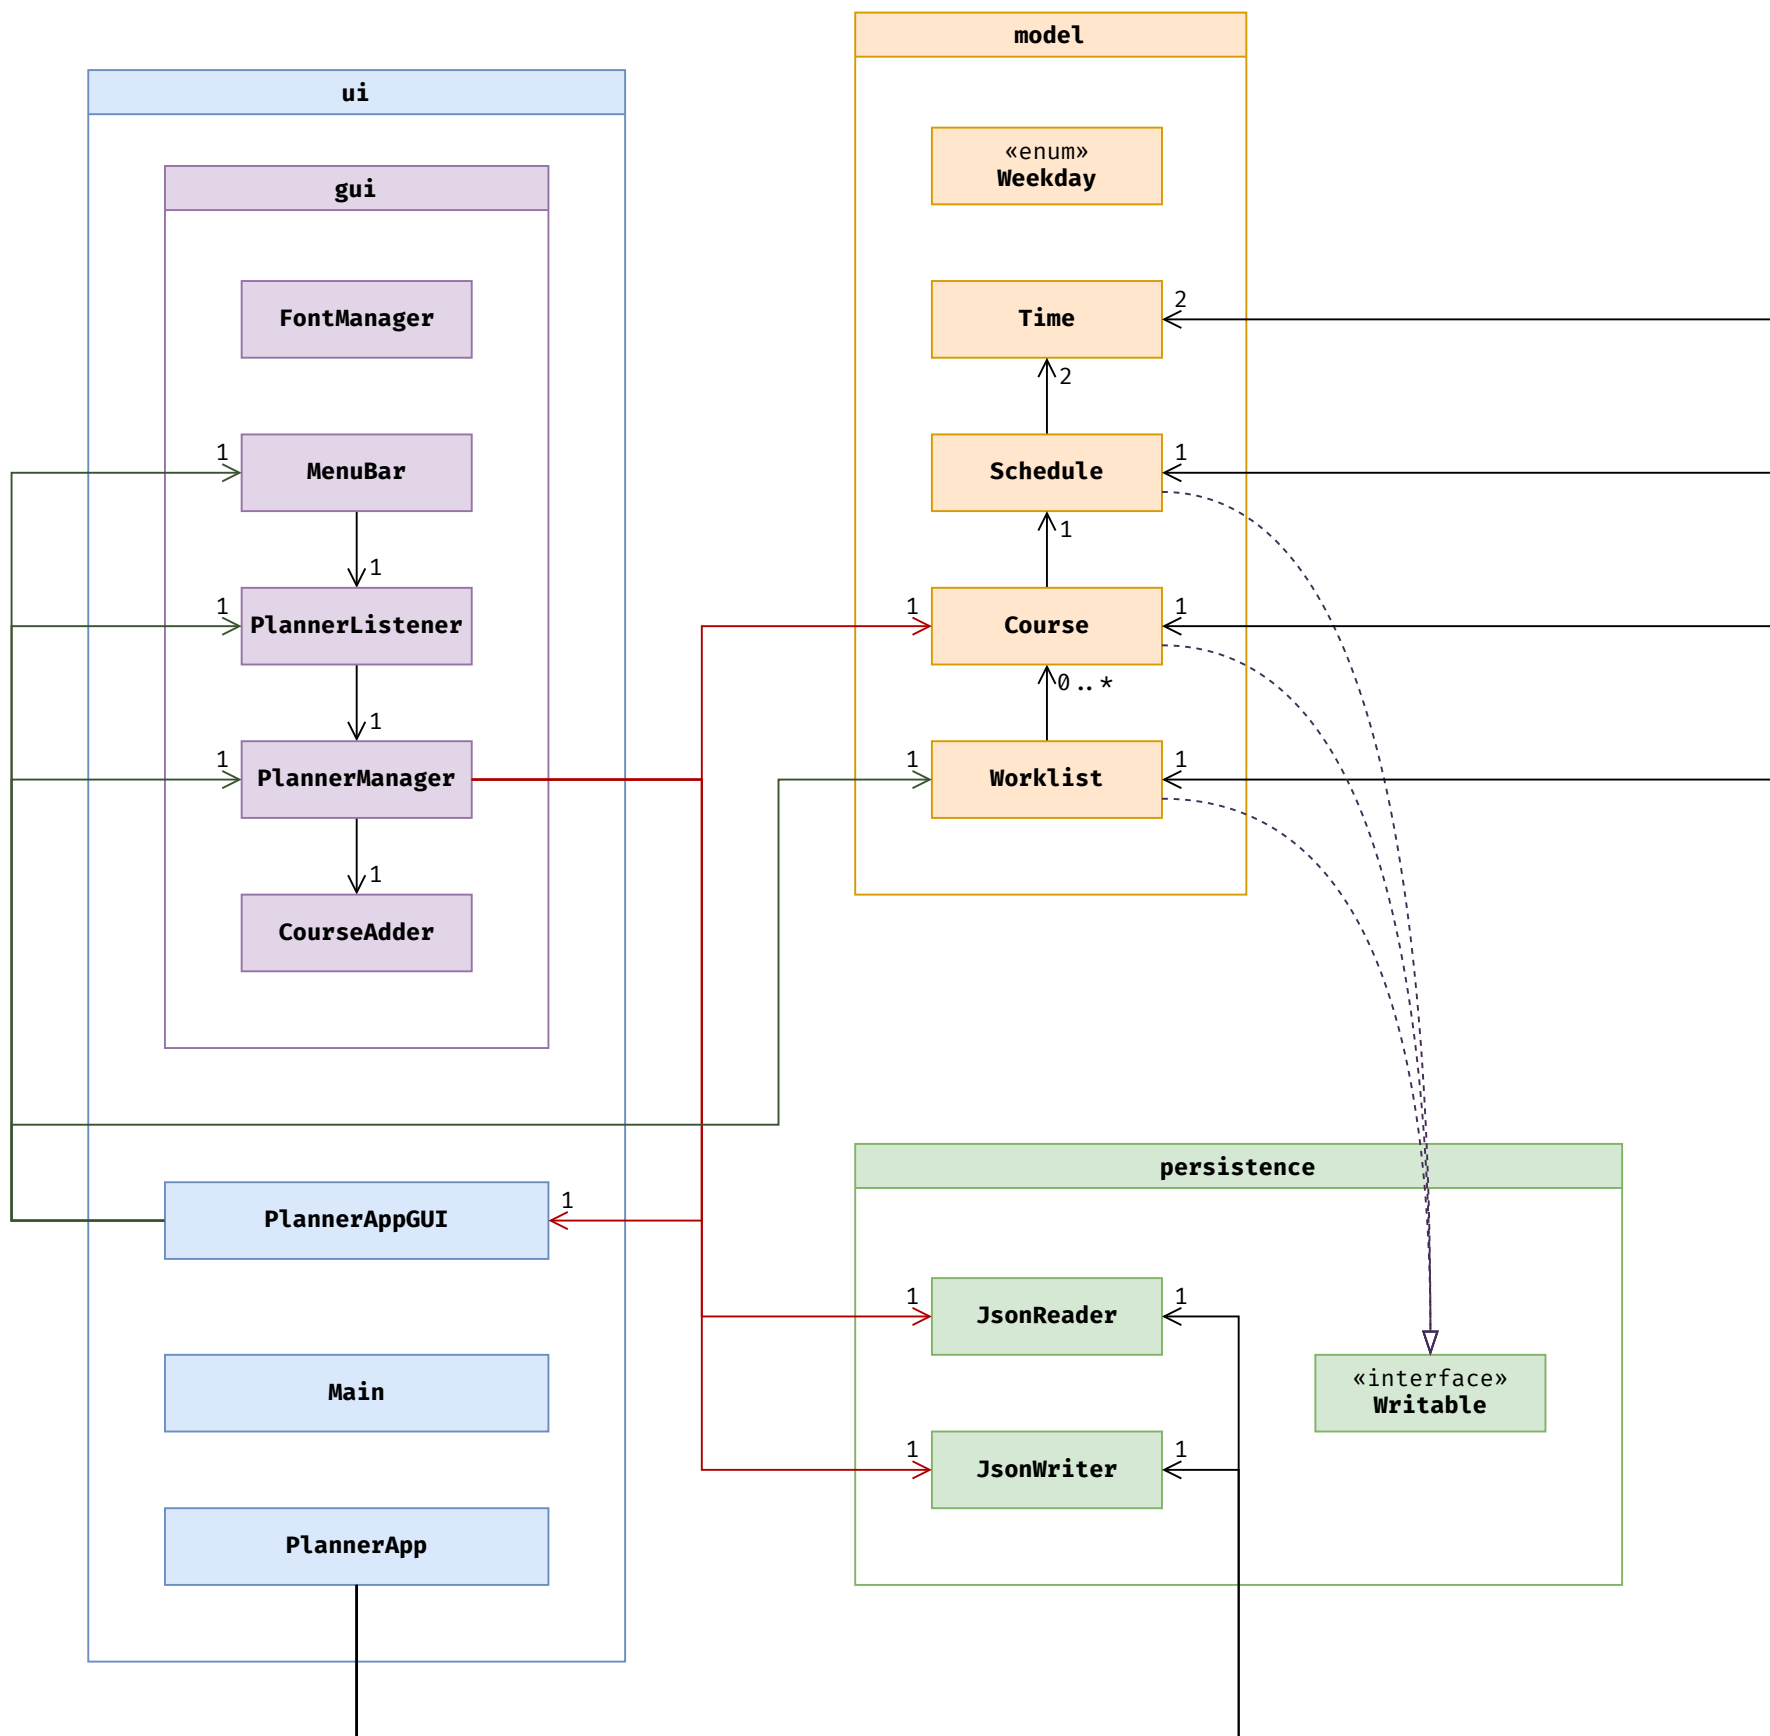 model
ui
«enum»
Weekday
gui
Time
2
FontManager
2
MenuBar
1
Schedule
1
1
1
PlannerListener
1
Course
1
1
0..*
1
PlannerManager
1
Worklist
1
1
1
CourseAdder
persistence
PlannerAppGUI
1
JsonReader
1
1
«interface»
Writable
Main
JsonWriter
1
1
PlannerApp